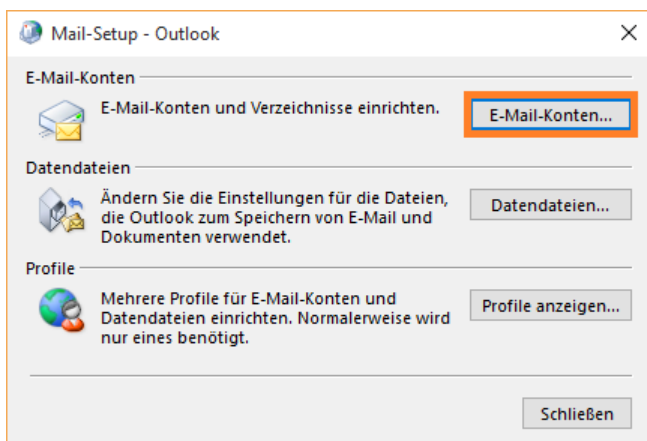 Mail-Setup - Outlook
E-Mail-Konten
E-Mail-Konten und Verzeichnisse einrichten.
E-Mail-Konten...
Datendateien
Ändern Sie die Einstellungen für die Dateien,
die Outlook zum Speichern von E-Mail und
Dokumenten verwendet.
Datendateien...
Profile
Mehrere Profile für E-Mail-Konten und
Datendateien einrichten. Normalerweise wird
nur eines benötigt.
Profile anzeigen...
Schließen